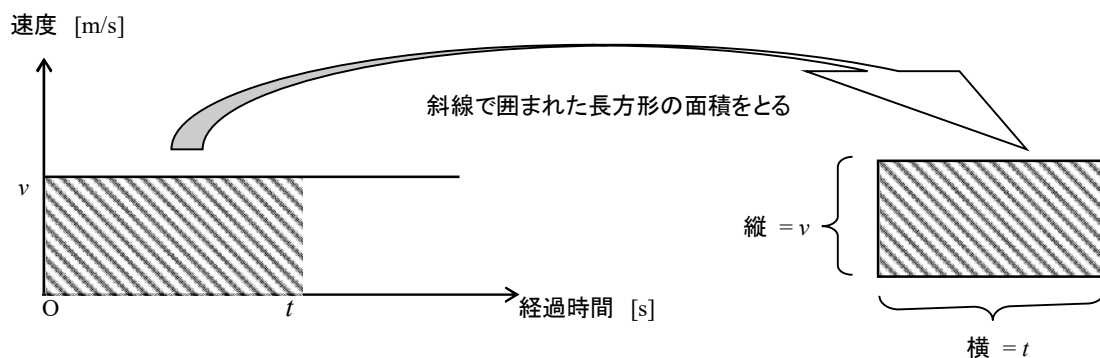 速度 [m/s]
斜線で囲まれた長方形の面積をとる
v
縦 = v
O
t
経過時間 [s]
横 = t